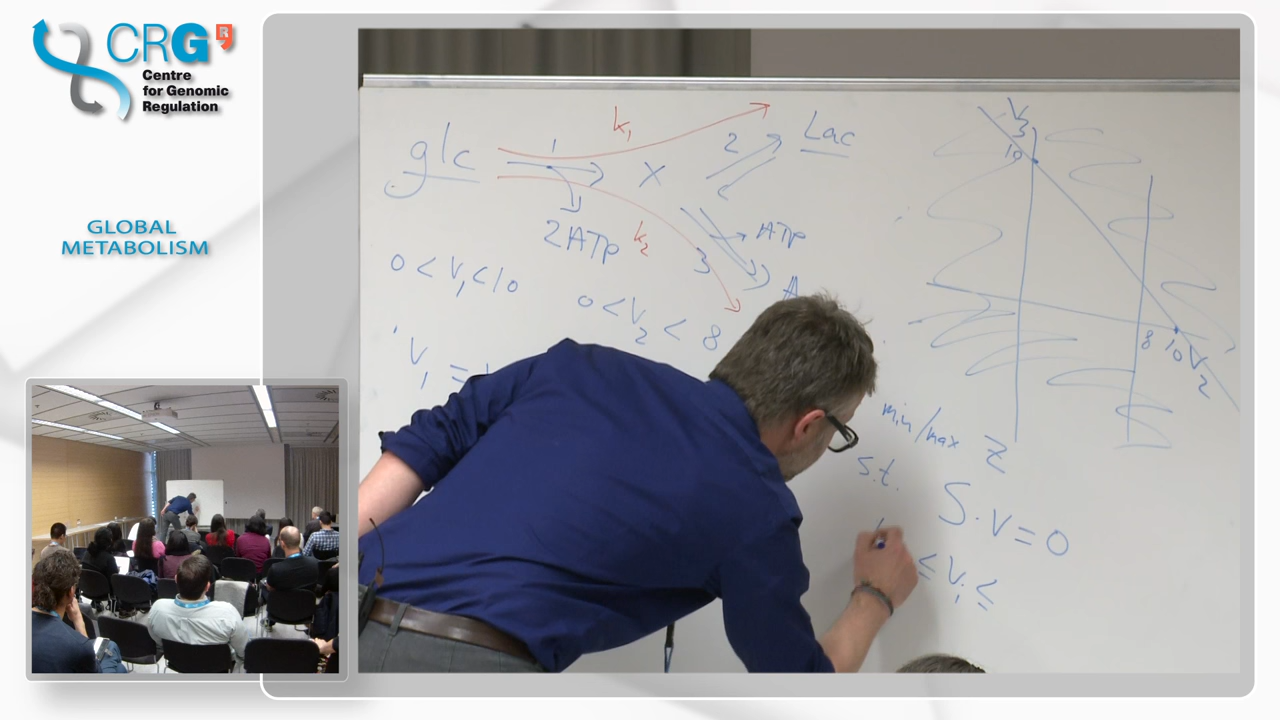 CRG R
Centre
for Genomic
Regulation
GLOBAL
METABOLISM
glc
1
X
2
Lac
k₁
2ATP
k₂
3
ATP
A
0 < V₁ < 10
0 < V₂ < 8
V₁ =
V₃
10
8
10
V₂
min/max Z
s.t.
S.V = 0
≤ Vᵢ ≤